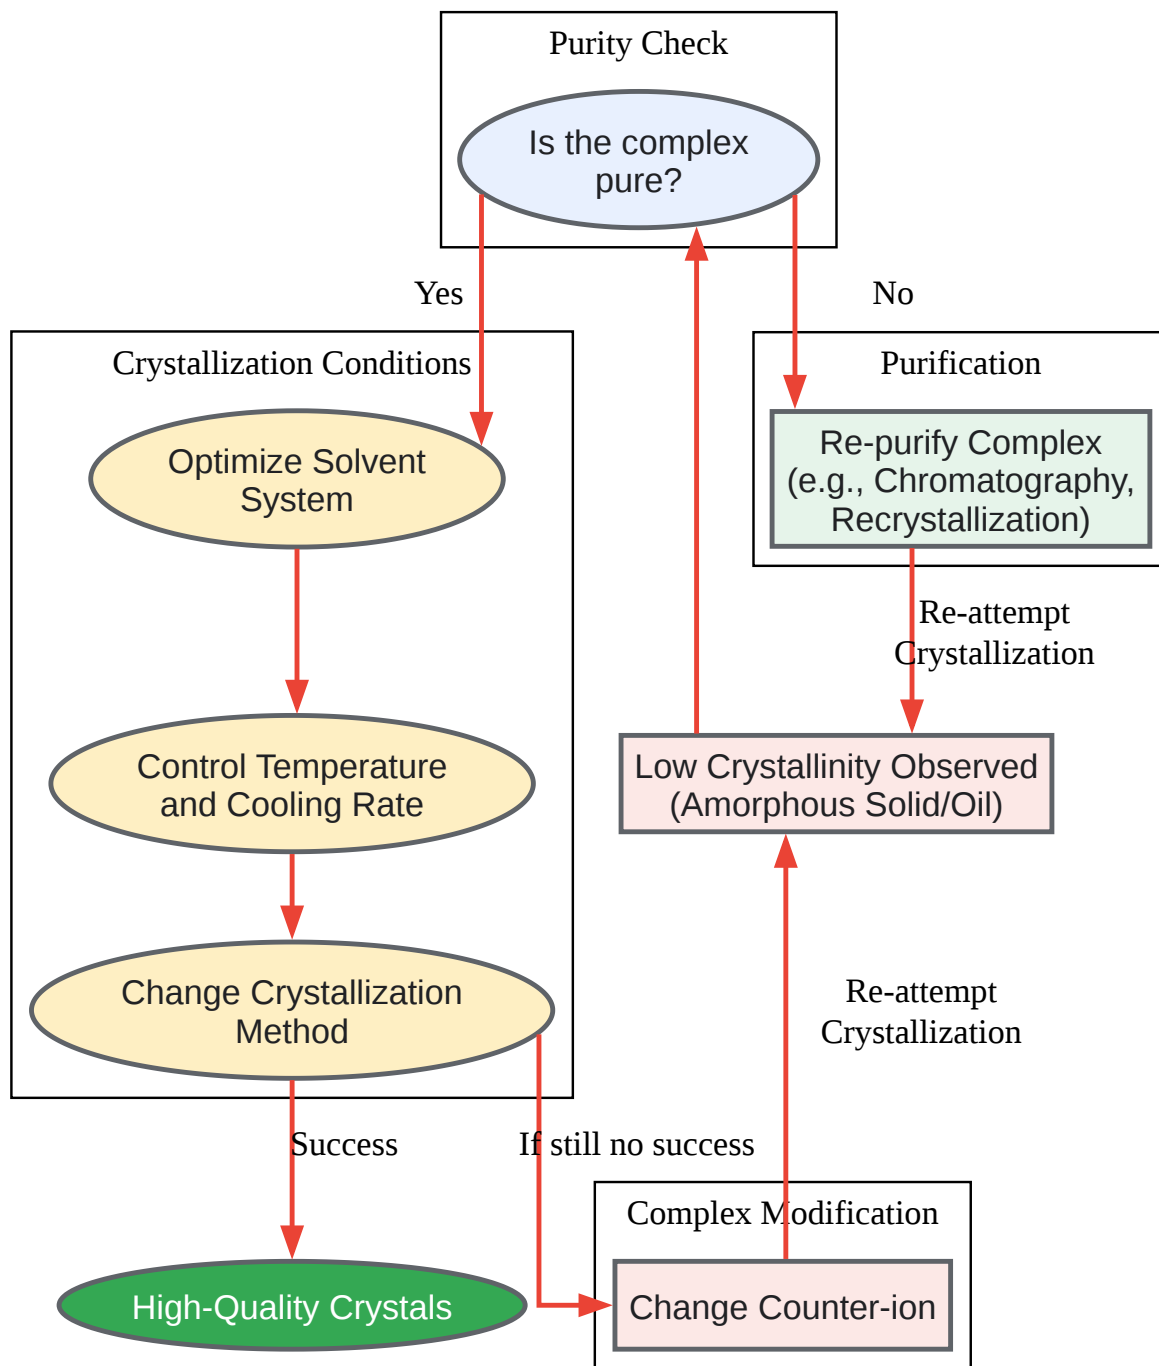 Purity Check
Is the complex
pure?
Yes
No
Crystallization Conditions
Purification
Optimize Solvent
System
Re-purify Complex
(e.g., Chromatography,
Recrystallization)
Re-attempt
Crystallization
Control Temperature
and Cooling Rate
Low Crystallinity Observed
(Amorphous Solid/Oil)
Change Crystallization
Method
Re-attempt
Crystallization
Success
If still no success
Complex Modification
High-Quality Crystals
Change Counter-ion